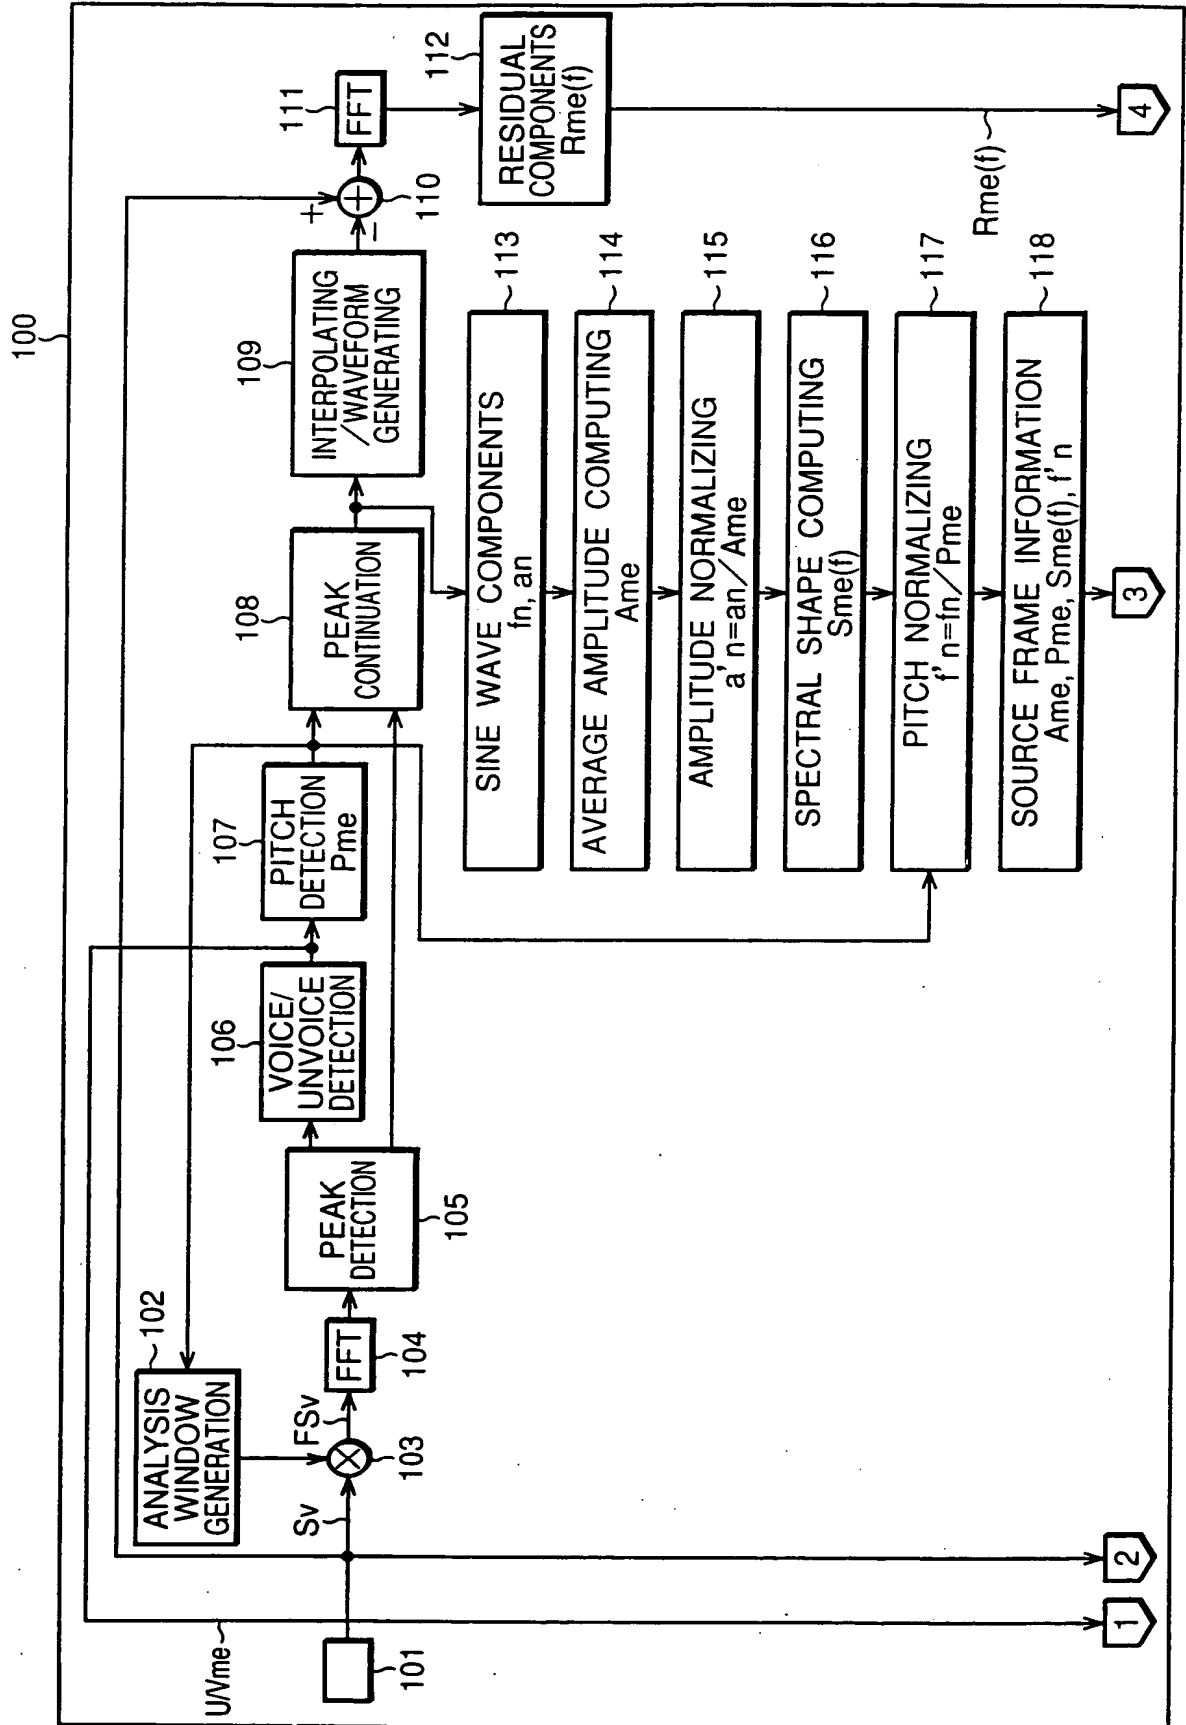 100
U/Vme
101
Sv
ANALYSIS
WINDOW
GENERATION
102
103
FSv
FFT
104
PEAK
DETECTION
105
VOICE/
UNVOICE
DETECTION
106
PITCH
DETECTION
Pme
107
PEAK
CONTINUATION
108
INTERPOLATING
/WAVEFORM
GENERATING
109
+
−
+
110
FFT
111
RESIDUAL
COMPONENTS
Rme(f)
112
SINE WAVE COMPONENTS
fn, an
113
AVERAGE AMPLITUDE COMPUTING
Ame
114
AMPLITUDE NORMALIZING
a'n=an/Ame
115
SPECTRAL SHAPE COMPUTING
Sme(f)
116
PITCH NORMALIZING
f'n=fn/Pme
117
SOURCE FRAME INFORMATION
Ame, Pme, Sme(f), f'n
118
Rme(f)
1
2
3
4